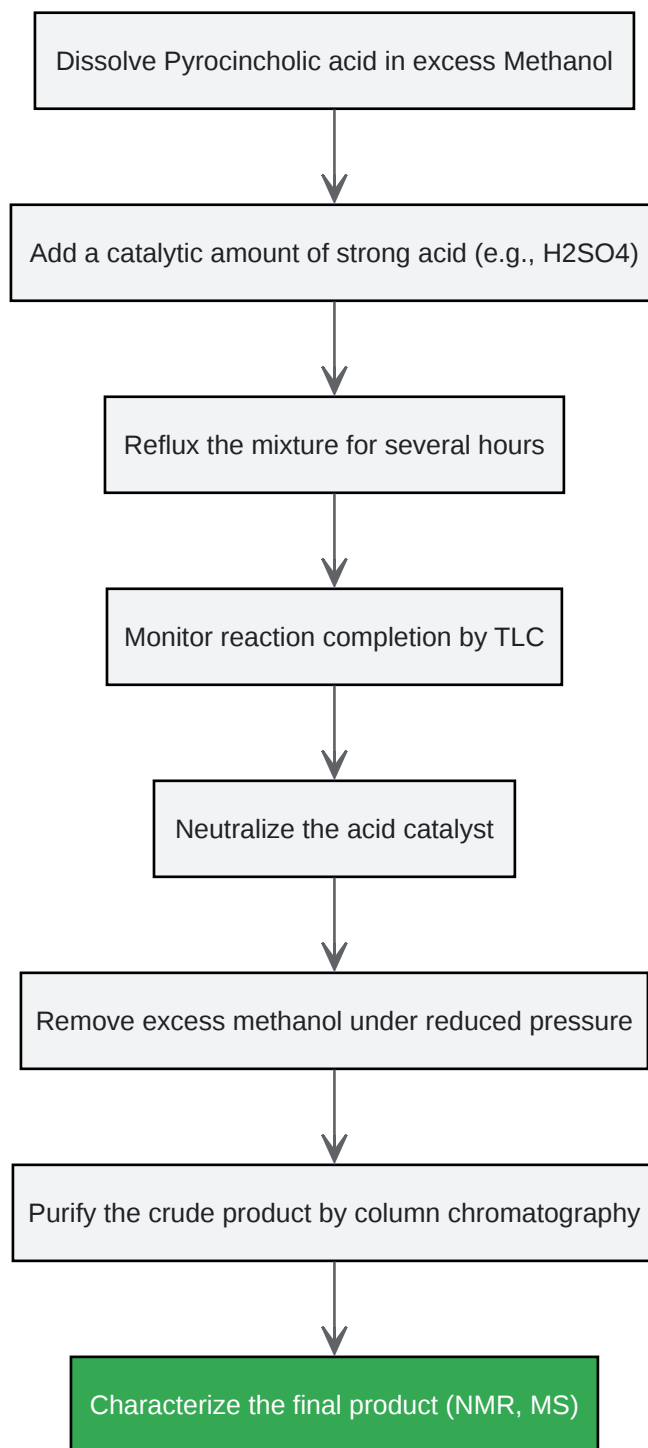 Dissolve Pyrocincholic acid in excess Methanol
Add a catalytic amount of strong acid (e.g., H2SO4)
Reflux the mixture for several hours
Monitor reaction completion by TLC
Neutralize the acid catalyst
Remove excess methanol under reduced pressure
Purify the crude product by column chromatography
Characterize the final product (NMR, MS)